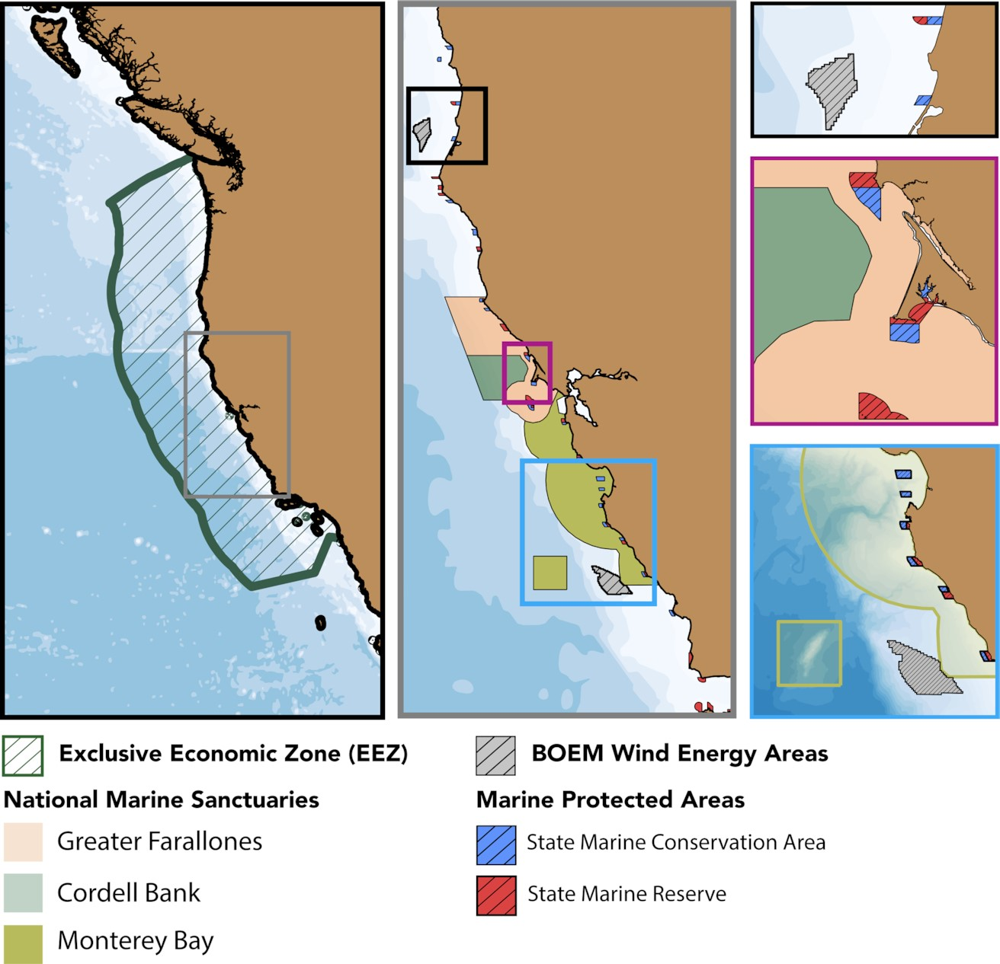 Exclusive Economic Zone (EEZ)
National Marine Sanctuaries
Greater Farallones
Cordell Bank
Monterey Bay
BOEM Wind Energy Areas
Marine Protected Areas
State Marine Conservation Area
State Marine Reserve